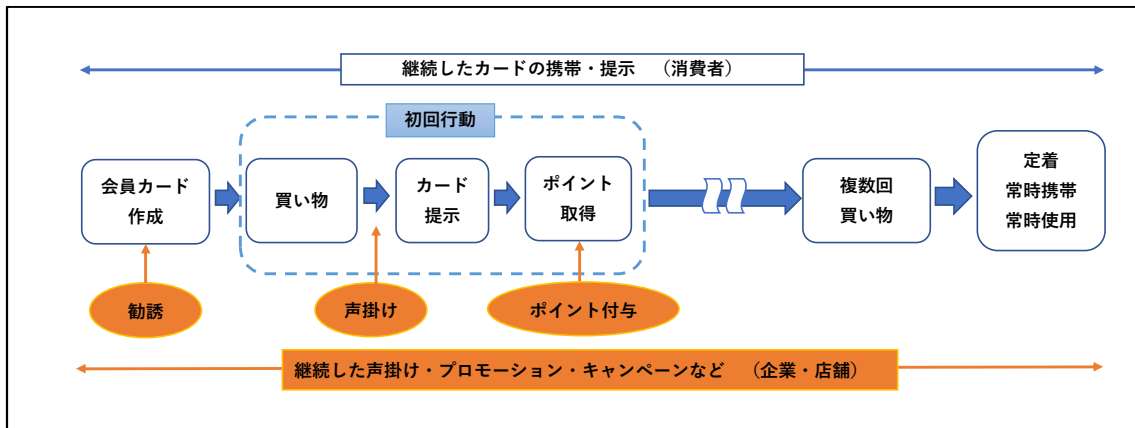 継続したカードの携帯・提示　（消費者）
初回行動
会員カード
作成
買い物
カード
提示
ポイント
取得
複数回
買い物
定着
常時携帯
常時使用
勧誘
声掛け
ポイント付与
継続した声掛け・プロモーション・キャンペーンなど　（企業・店舗）